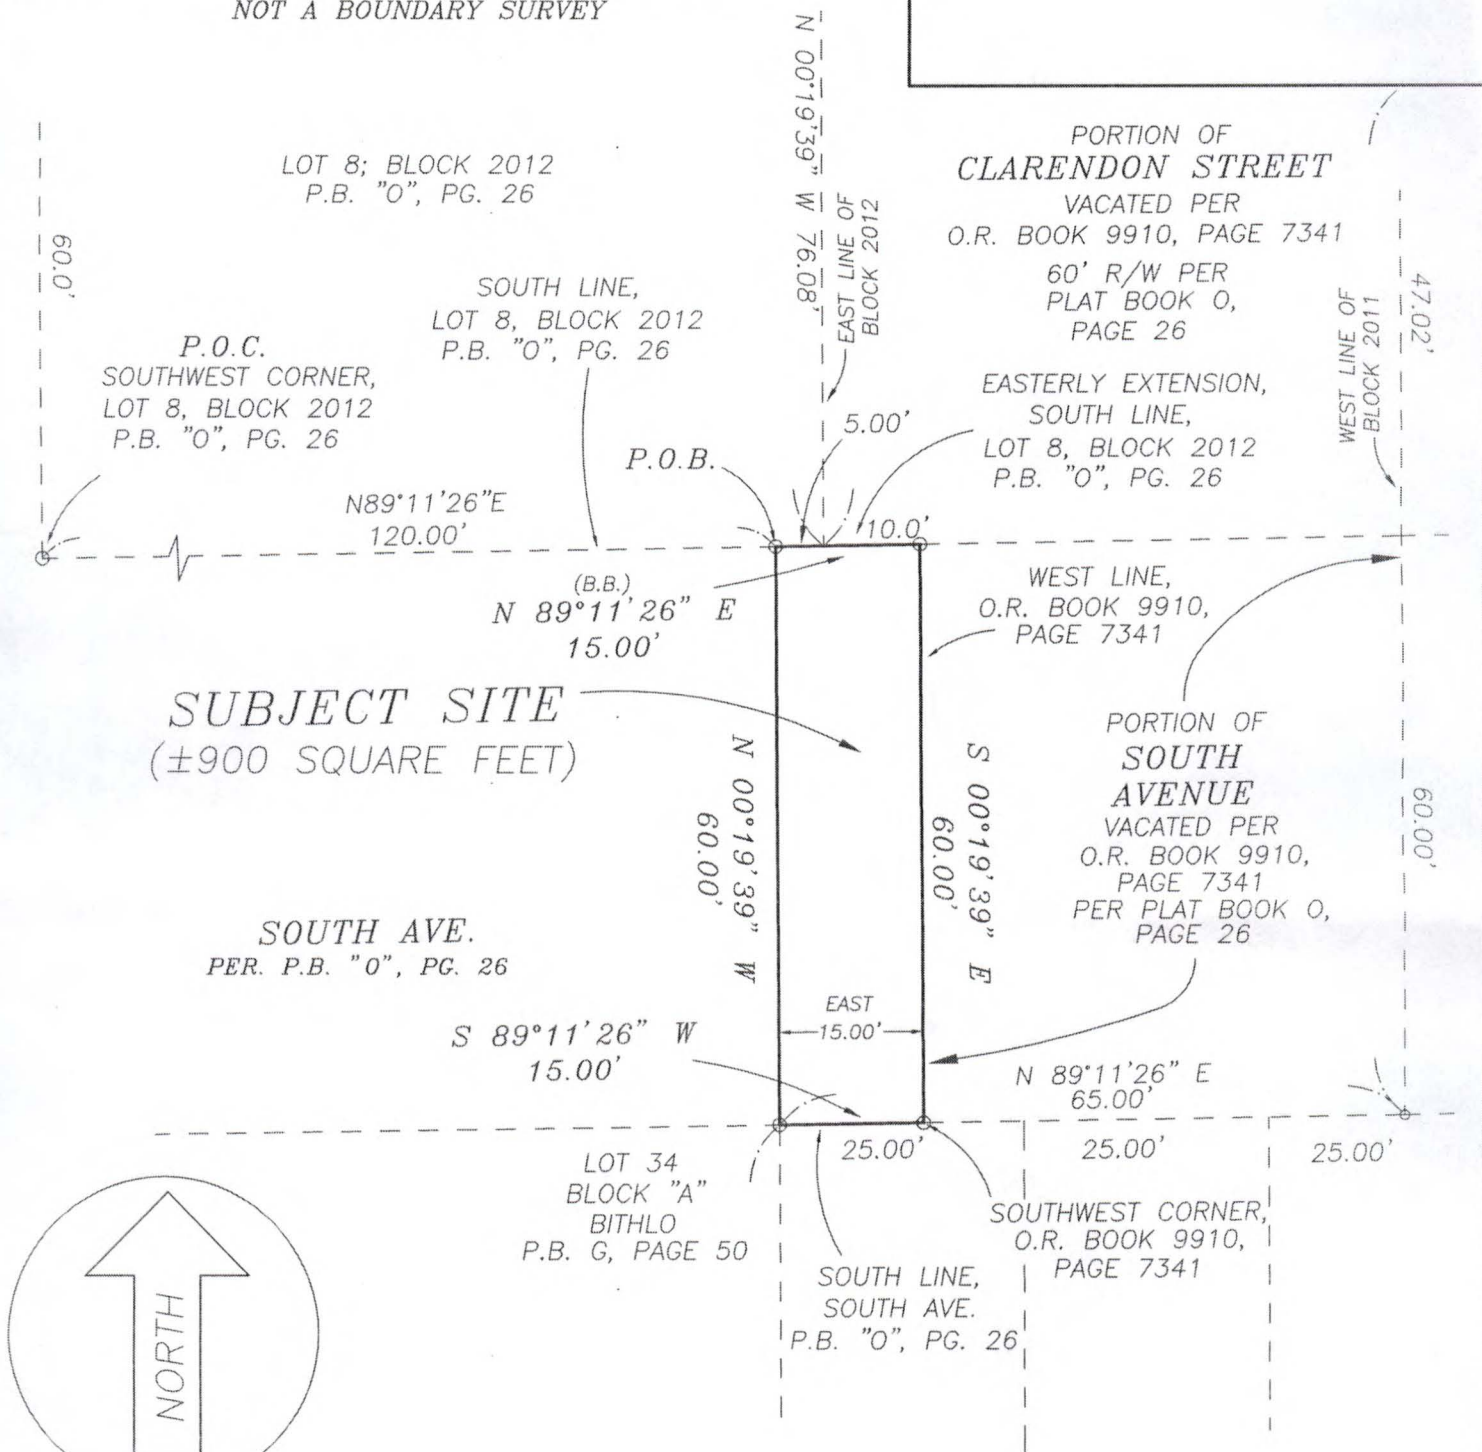 NOT A BOUNDARY SURVEY
LOT 8; BLOCK 2012
P.B. "O", PG. 26
60.0'
N 00°19'39" W 76.08'
EAST LINE OF
BLOCK 2012
PORTION OF
CLARENDON STREET
VACATED PER
O.R. BOOK 9910, PAGE 7341
60' R/W PER
PLAT BOOK O,
PAGE 26
47.02'
WEST LINE OF
BLOCK 2011
SOUTH LINE,
LOT 8, BLOCK 2012
P.B. "O", PG. 26
P.O.C.
SOUTHWEST CORNER,
LOT 8, BLOCK 2012
P.B. "O", PG. 26
EASTERLY EXTENSION,
SOUTH LINE,
LOT 8, BLOCK 2012
P.B. "O", PG. 26
5.00'
P.O.B.
N89°11'26"E
120.00'
10.0'
(B.B.)
N 89°11'26" E
15.00'
WEST LINE,
O.R. BOOK 9910,
PAGE 7341
SUBJECT SITE
(±900 SQUARE FEET)
N 00°19'39" W
60.00'
S 00°19'39" E
60.00'
PORTION OF
SOUTH
AVENUE
VACATED PER
O.R. BOOK 9910,
PAGE 7341
PER PLAT BOOK O,
PAGE 26
60.00'
SOUTH AVE.
PER. P.B. "O", PG. 26
EAST
15.00'
S 89°11'26" W
15.00'
N 89°11'26" E
65.00'
25.00'
25.00'
25.00'
LOT 34
BLOCK "A"
BITHLO
P.B. G, PAGE 50
SOUTHWEST CORNER,
O.R. BOOK 9910,
PAGE 7341
SOUTH LINE,
SOUTH AVE.
P.B. "O", PG. 26
NORTH